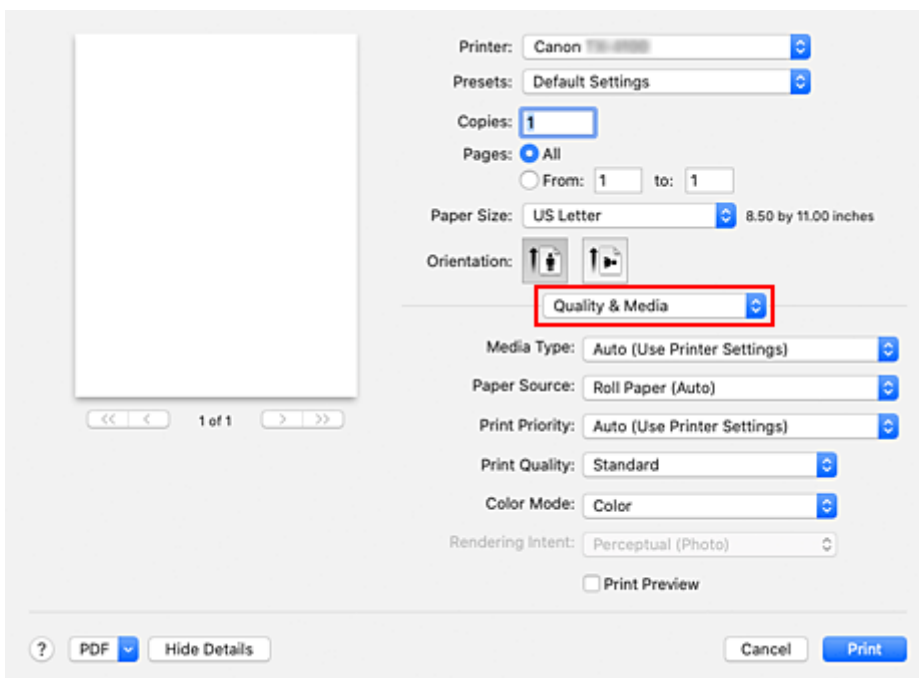 Printer: Canon
Presets: Default Settings
Copies: 1
Pages: All
From: 1 to: 1
Paper Size: US Letter 8.50 by 11.00 inches
Orientation:
Quality & Media
Media Type: Auto (Use Printer Settings)
Paper Source: Roll Paper (Auto)
<< < 1 of 1 > >>
Print Priority: Auto (Use Printer Settings)
Print Quality: Standard
Color Mode: Color
Rendering Intent: Perceptual (Photo)
Print Preview
? PDF Hide Details Cancel Print